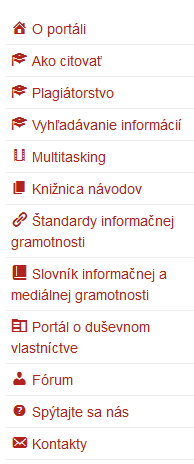 O portáli
Ako citovať
Plagiátorstvo
Vyhľadávanie informácií
Multitasking
Knižnica návodov
Štandardy informačnej
gramotnosti
Slovník informačnej a
mediálnej gramotnosti
Portál o duševnom
vlastníctve
Fórum
Spýtajte sa nás
Kontakty